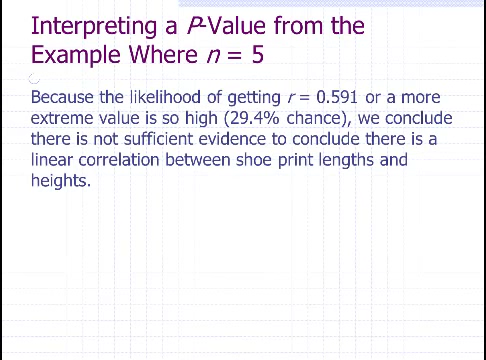 Interpreting a P-Value from the
Example Where n = 5
Because the likelihood of getting r = 0.591 or a more
extreme value is so high (29.4% chance), we conclude
there is not sufficient evidence to conclude there is a
linear correlation between shoe print lengths and
heights.